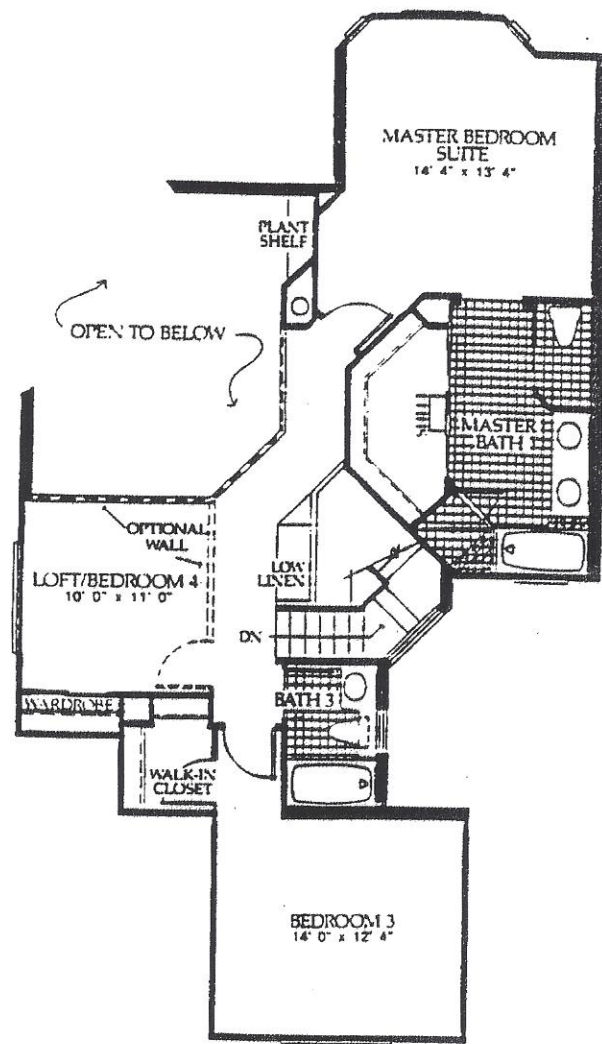 MASTER BEDROOM
SUITE
14' 4" x 13' 4"
PLANT
SHELF
OPEN TO BELOW
MASTER
BATH 1
OPTIONAL
WALL
LOFT/BEDROOM 4
10' 0" x 11' 0"
LOW
LINEN
DN
WARDROBE
BATH 3
WALK-IN
CLOSET
BEDROOM 3
14' 0" x 12' 4"